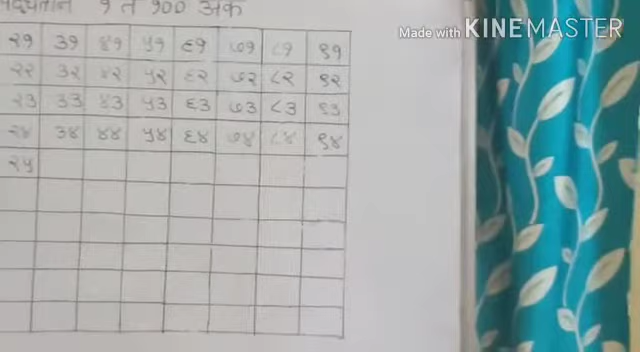 १ ते १०० अंक
Made with KINEMASTER
२१ ३१ ४१ ५१ ६१ ७१ ८१ ९१
२२ ३२ ४२ ५२ ६२ ७२ ८२ ९२
२३ ३३ ४३ ५३ ६३ ७३ ८३ ९३
२४ ३४ ४४ ५४ ६४ ७४ ८४ ९४
२५